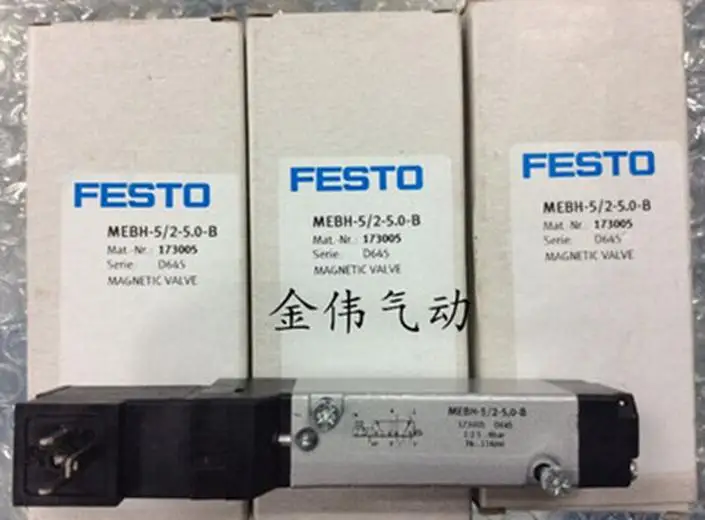 FESTO
MEBH-5/2-5.0-B
Mat.-Nr.: 173005
Serie: D645
MAGNETIC VALVE
FESTO
MEBH-5/2-5.0-B
Mat.-Nr.: 173005
Serie: D645
MAGNETIC VALVE
FESTO
MEBH-5/2-5.0-B
Mat.-Nr.: 173005
Serie: D645
MAGNETIC VALVE
金伟气动
MEBH-5/2-5,0-B
173005 D645